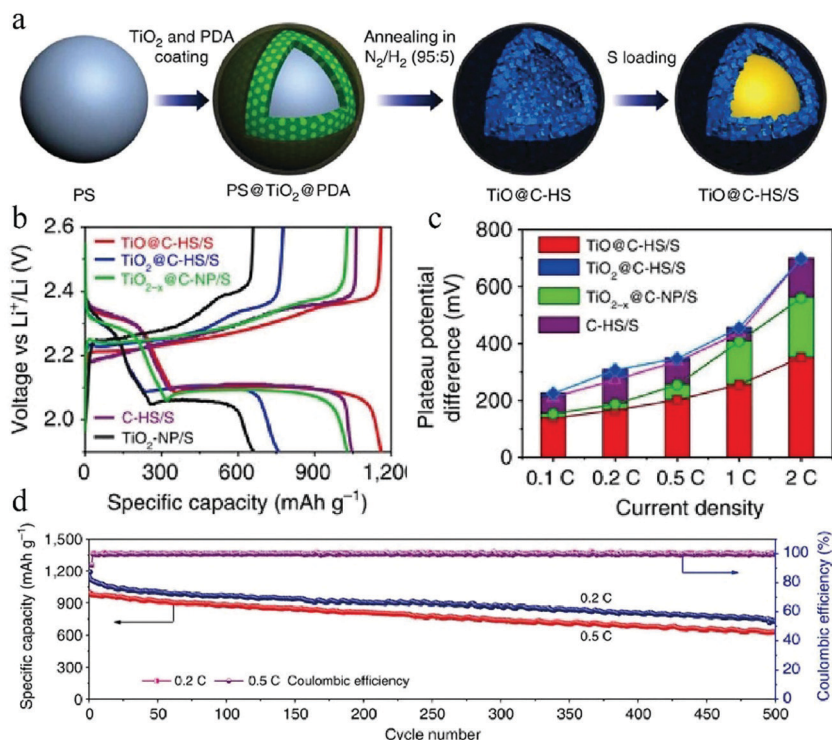 a
TiO₂ and PDA
coating
Annealing in
N₂/H₂ (95:5)
S loading
PS
PS@TiO₂@PDA
TiO@C-HS
TiO@C-HS/S
b
2.6
2.4
2.2
2.0
Voltage vs Li⁺/Li (V)
TiO@C-HS/S
TiO₂@C-HS/S
TiO₂₋ₓ@C-NP/S
C-HS/S
TiO₂-NP/S
0
300
600
900
1,200
Specific capacity (mAh g⁻¹)
c
800
600
400
200
0
Plateau potential
difference (mV)
TiO@C-HS/S
TiO₂@C-HS/S
TiO₂₋ₓ@C-NP/S
C-HS/S
0.1 C
0.2 C
0.5 C
1 C
2 C
Current density
d
1,500
1,200
900
600
300
0
Specific capacity (mAh g⁻¹)
0.2 C
0.5 C
0.2 C
0.5 C Coulombic efficiency
100
80
60
40
20
0
Coulombic efficiency (%)
0
50
100
150
200
250
300
350
400
450
500
Cycle number